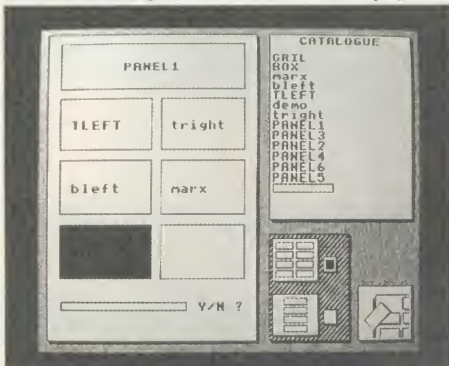 CATALOGUE
GRIL
BOX
marx
bleft
TLEFT
demo
tright
PANEL1
PANEL3
PANEL2
PANEL4
PANEL6
PANEL5
PANEL1
TLEFT tright
bleft marx
Y/N ?